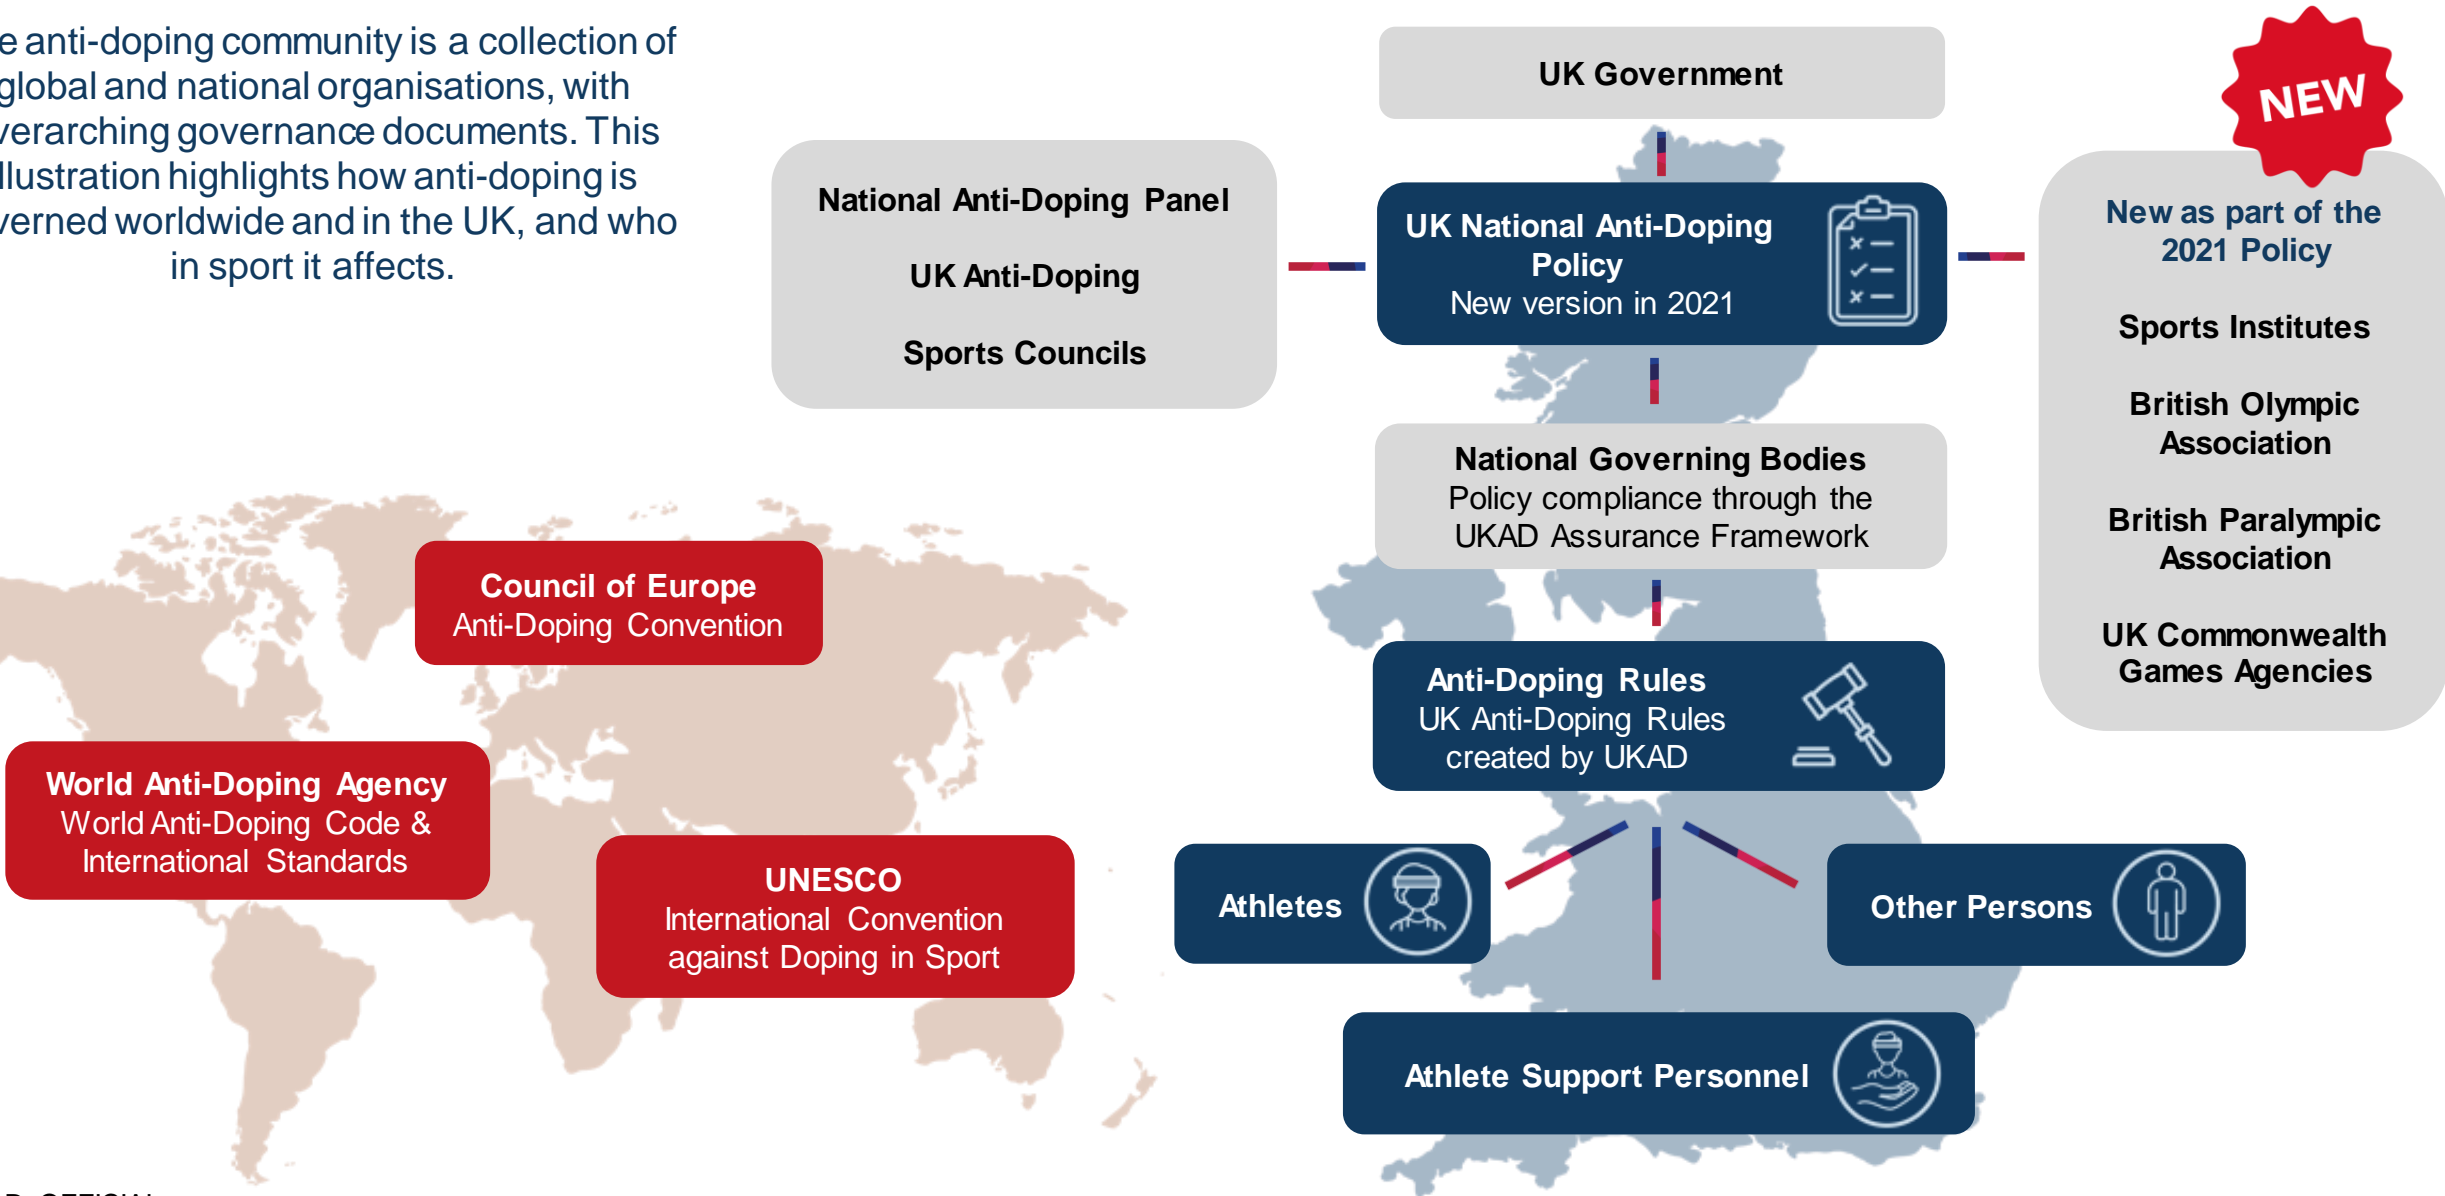 e anti-doping community is a collection of
global and national organisations, with
verarching governance documents. This
llustration highlights how anti-doping is
verned worldwide and in the UK, and who
in sport it affects.
UK Government
NEW
National Anti-Doping Panel
UK Anti-Doping
Sports Councils
UK National Anti-Doping
Policy
New version in 2021
New as part of the
2021 Policy
Sports Institutes
British Olympic
Association
British Paralympic
Association
UK Commonwealth
Games Agencies
National Governing Bodies
Policy compliance through the
UKAD Assurance Framework
Council of Europe
Anti-Doping Convention
Anti-Doping Rules
UK Anti-Doping Rules
created by UKAD
World Anti-Doping Agency
World Anti-Doping Code &
International Standards
UNESCO
International Convention
against Doping in Sport
Athletes
Other Persons
Athlete Support Personnel